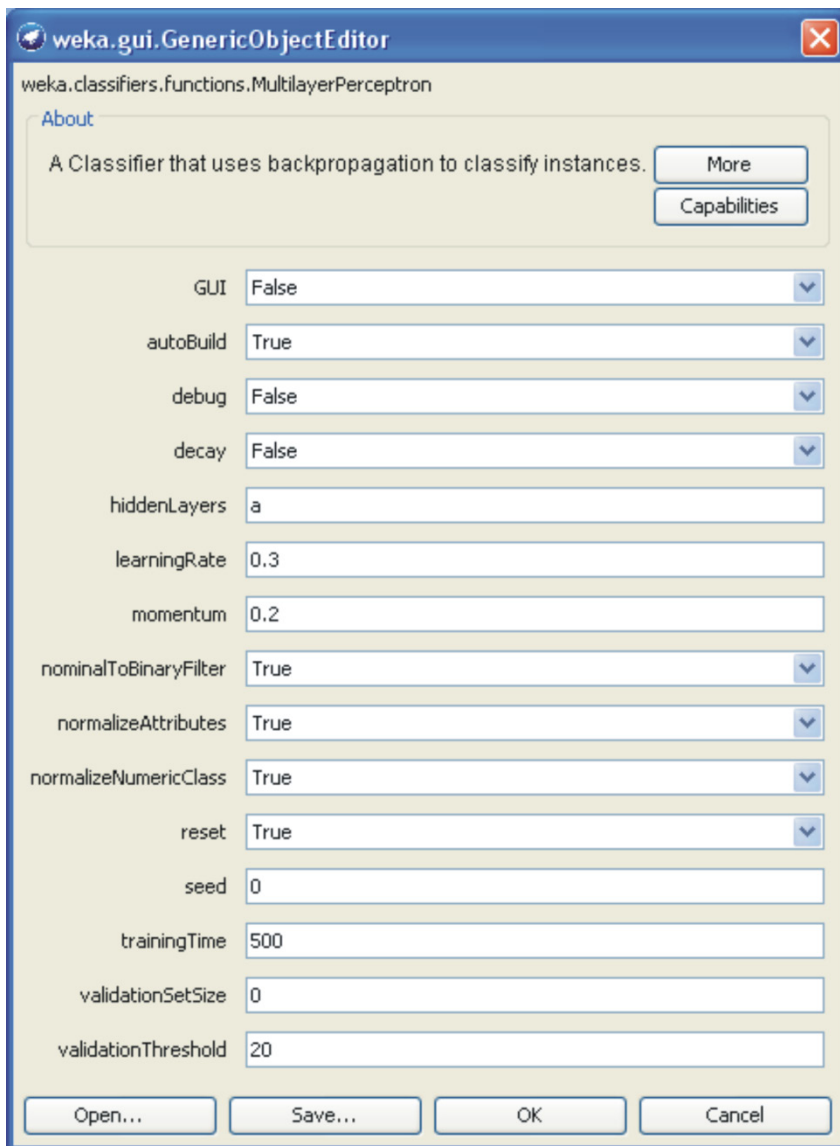 weka.gui.GenericObjectEditor
weka.classifiers.functions.MultilayerPerceptron
About
A Classifier that uses backpropagation to classify instances. More
Capabilities
GUI False
autoBuild True
debug False
decay False
hiddenLayers a
learningRate 0.3
momentum 0.2
nominalToBinaryFilter True
normalizeAttributes True
normalizeNumericClass True
reset True
seed 0
trainingTime 500
validationSetSize 0
validationThreshold 20
Open... Save... OK Cancel